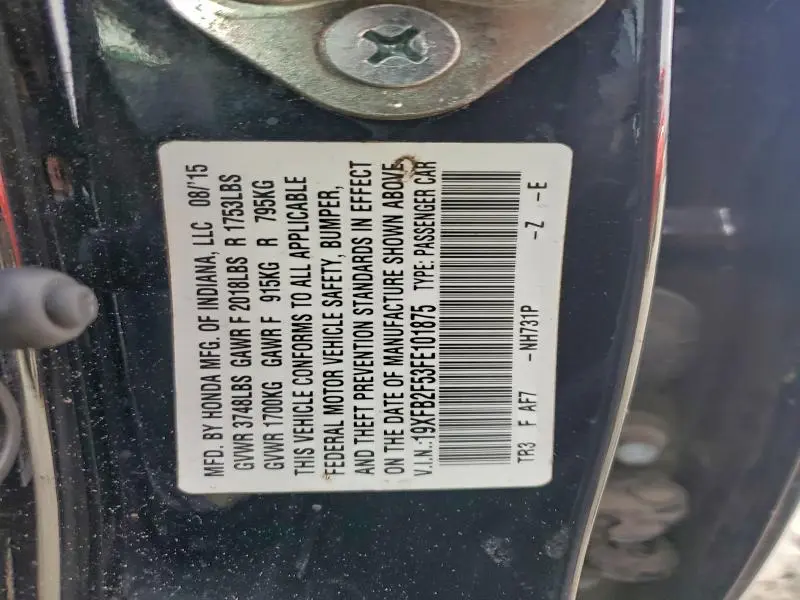 MFD. BY HONDA MFG. OF INDIANA, LLC 08/'15
GVWR 3748LBS GAWR F 2018LBS R 1753LBS
GVWR 1700KG GAWR F 915KG R 795KG
THIS VEHICLE CONFORMS TO ALL APPLICABLE
FEDERAL MOTOR VEHICLE SAFETY, BUMPER,
AND THEFT PREVENTION STANDARDS IN EFFECT
ON THE DATE OF MANUFACTURE SHOWN ABOVE.
V.I.N.:19XFB2F53FE101875 TYPE: PASSENGER CAR
TR3 F AF7 -NH731P -Z -E